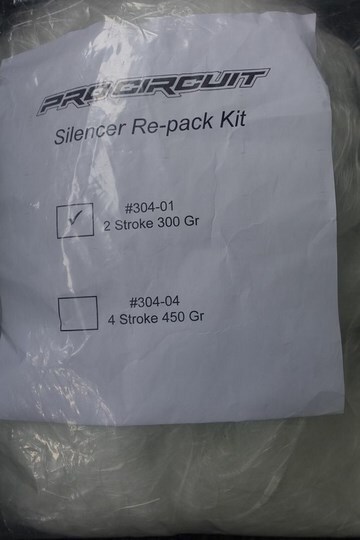 PRO CIRCUIT
Silencer Re-pack Kit
#304-01
2 Stroke 300 Gr
#304-04
4 Stroke 450 Gr